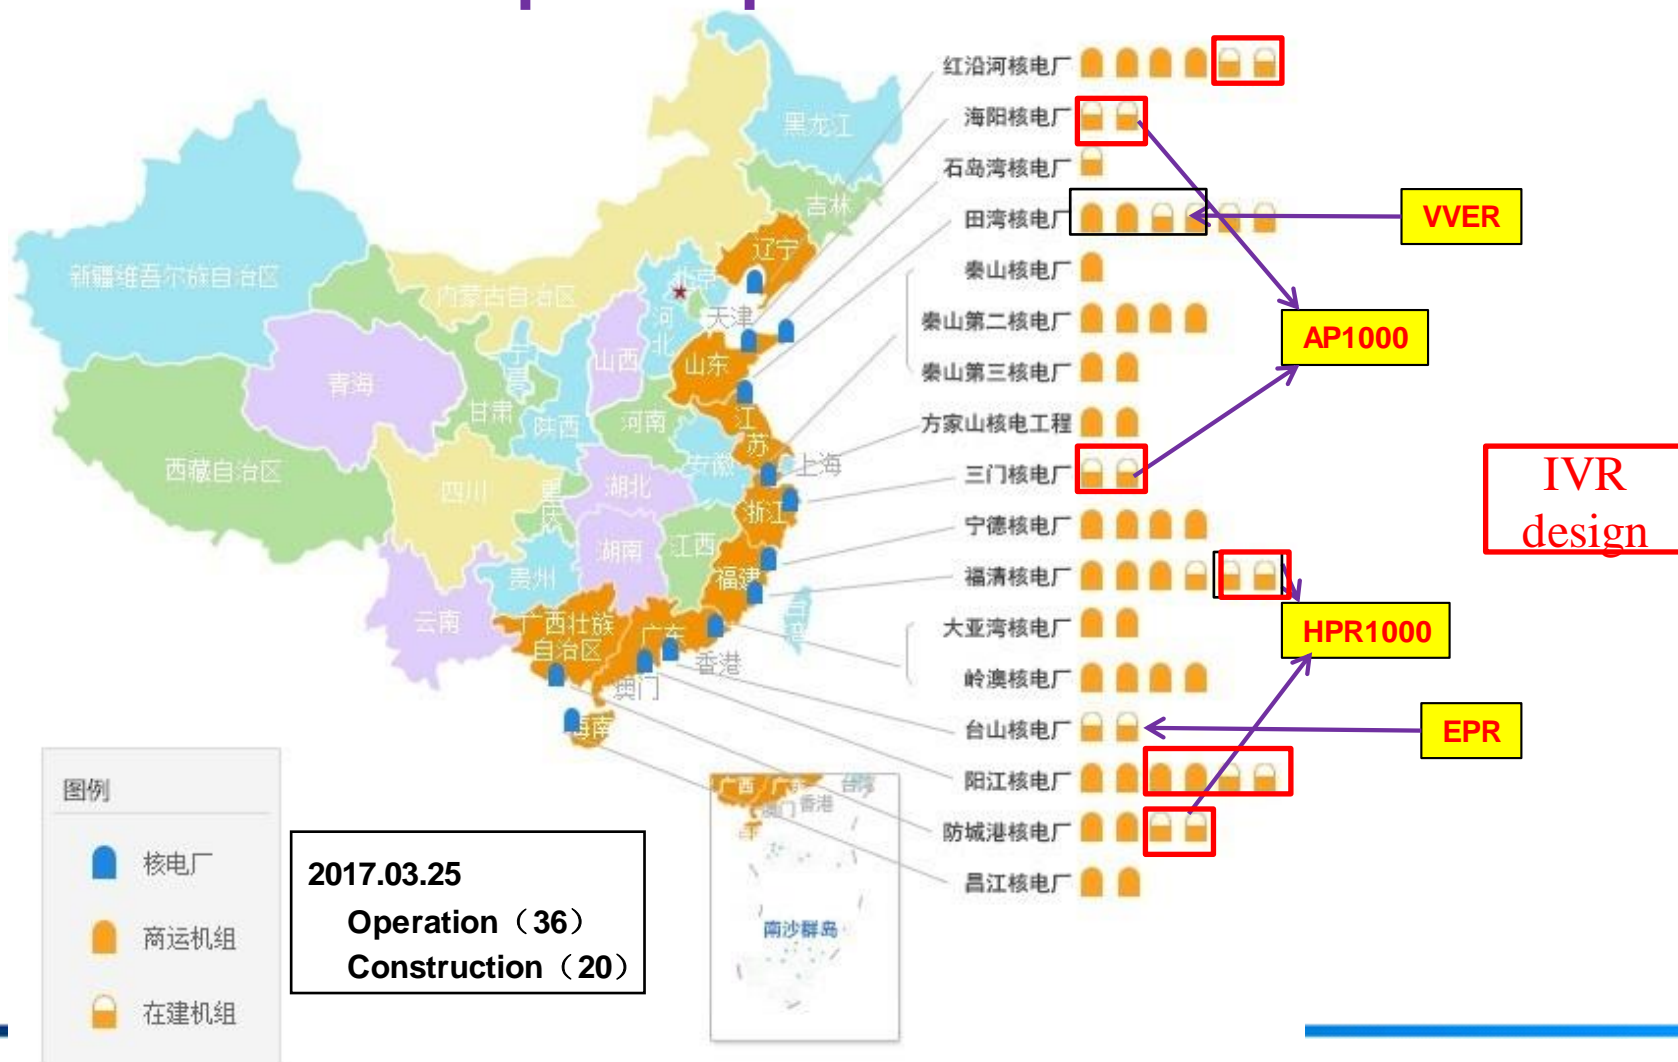 黑龙江
吉林
辽宁
新疆维吾尔族自治区
内蒙古自治区
北京
天津
河北
山西
山东
宁夏
青海
甘肃
陕西
河南
江苏
安徽
上海
西藏自治区
四川
重庆
湖北
浙江
湖南
江西
福建
贵州
云南
广西壮族
自治区
广东
台湾
香港
澳门
海南
红沿河核电厂
海阳核电厂
石岛湾核电厂
田湾核电厂
秦山核电厂
秦山第二核电厂
秦山第三核电厂
方家山核电工程
三门核电厂
宁德核电厂
福清核电厂
大亚湾核电厂
岭澳核电厂
台山核电厂
阳江核电厂
防城港核电厂
昌江核电厂
VVER
AP1000
IVR
design
HPR1000
EPR
图例
核电厂
商运机组
在建机组
2017.03.25
Operation（36）
Construction（20）
广西
广东
台湾
澳门
香港
南沙群岛